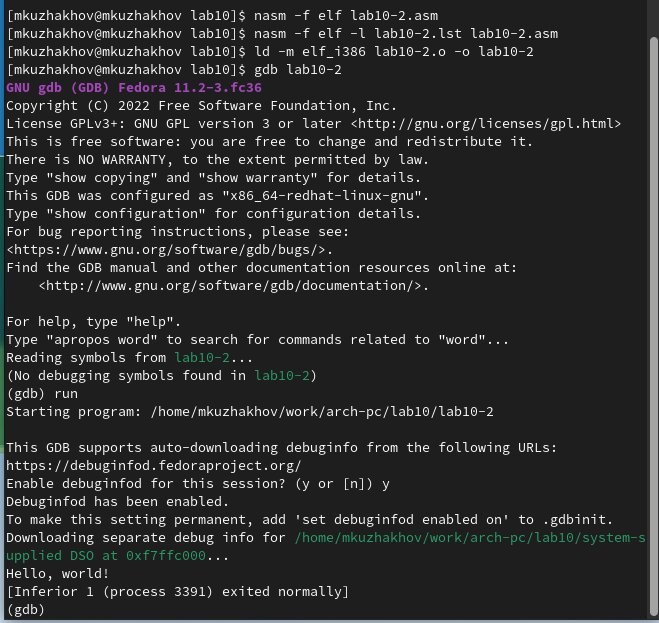 [mkuzhakhov@mkuzhakhov lab10]$ nasm -f elf lab10-2.asm
[mkuzhakhov@mkuzhakhov lab10]$ nasm -f elf -l lab10-2.lst lab10-2.asm
[mkuzhakhov@mkuzhakhov lab10]$ ld -m elf_i386 lab10-2.o -o lab10-2
[mkuzhakhov@mkuzhakhov lab10]$ gdb lab10-2
GNU gdb (GDB) Fedora 11.2-3.fc36
Copyright (C) 2022 Free Software Foundation, Inc.
License GPLv3+: GNU GPL version 3 or later <http://gnu.org/licenses/gpl.html>
This is free software: you are free to change and redistribute it.
There is NO WARRANTY, to the extent permitted by law.
Type "show copying" and "show warranty" for details.
This GDB was configured as "x86_64-redhat-linux-gnu".
Type "show configuration" for configuration details.
For bug reporting instructions, please see:
<https://www.gnu.org/software/gdb/bugs/>.
Find the GDB manual and other documentation resources online at:
    <http://www.gnu.org/software/gdb/documentation/>.

For help, type "help".
Type "apropos word" to search for commands related to "word"...
Reading symbols from lab10-2...
(No debugging symbols found in lab10-2)
(gdb) run
Starting program: /home/mkuzhakhov/work/arch-pc/lab10/lab10-2

This GDB supports auto-downloading debuginfo from the following URLs:
https://debuginfod.fedoraproject.org/
Enable debuginfod for this session? (y or [n]) y
Debuginfod has been enabled.
To make this setting permanent, add 'set debuginfod enabled on' to .gdbinit.
Downloading separate debug info for /home/mkuzhakhov/work/arch-pc/lab10/system-s
upplied DSO at 0xf7ffc000...
Hello, world!
[Inferior 1 (process 3391) exited normally]
(gdb)